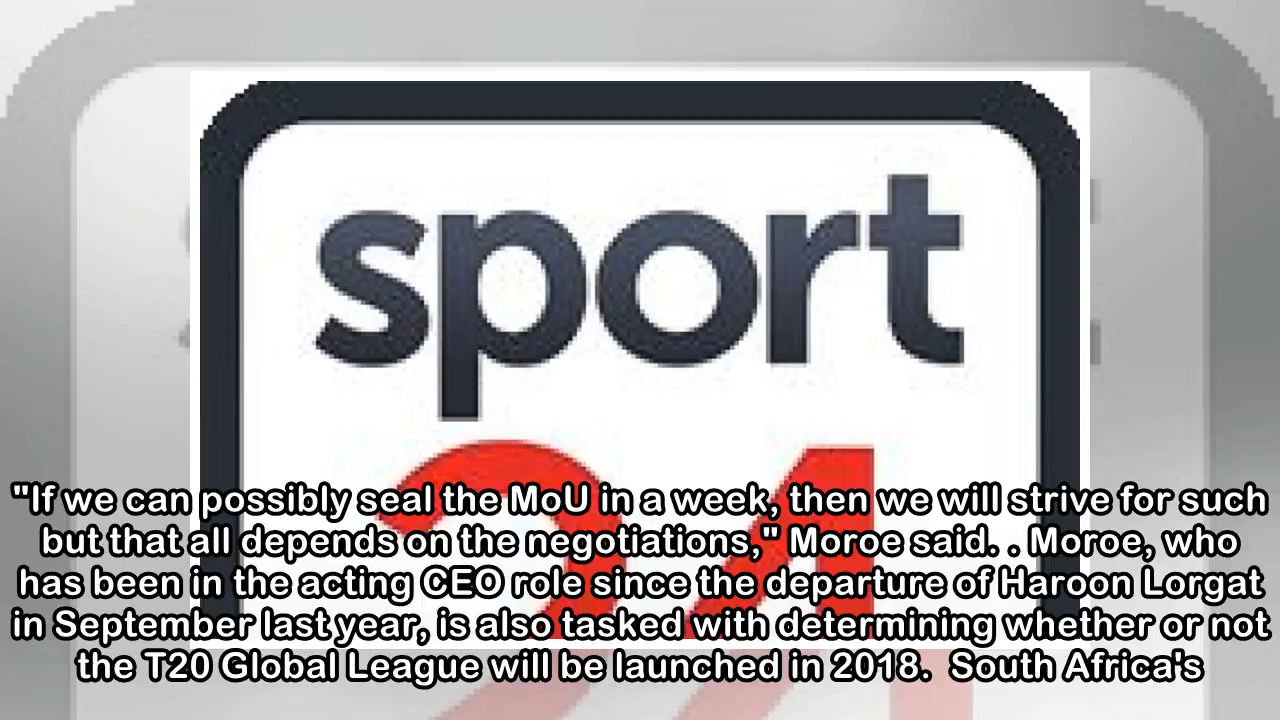 sport
24
"If we can possibly seal the MoU in a week, then we will strive for such
but that all depends on the negotiations," Moroe said. . Moroe, who
has been in the acting CEO role since the departure of Haroon Lorgat
in September last year, is also tasked with determining whether or not
the T20 Global League will be launched in 2018.  South Africa's